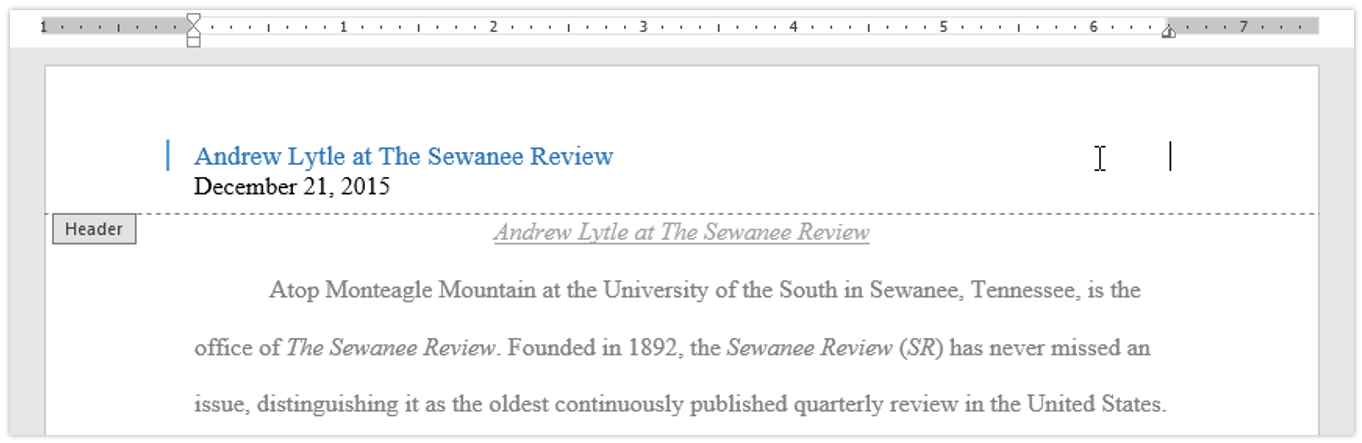 1 1 2 3 4 5 6 7
Andrew Lytle at The Sewanee Review
December 21, 2015
Header
Andrew Lytle at The Sewanee Review
Atop Monteagle Mountain at the University of the South in Sewanee, Tennessee, is the
office of The Sewanee Review. Founded in 1892, the Sewanee Review (SR) has never missed an
issue, distinguishing it as the oldest continuously published quarterly review in the United States.